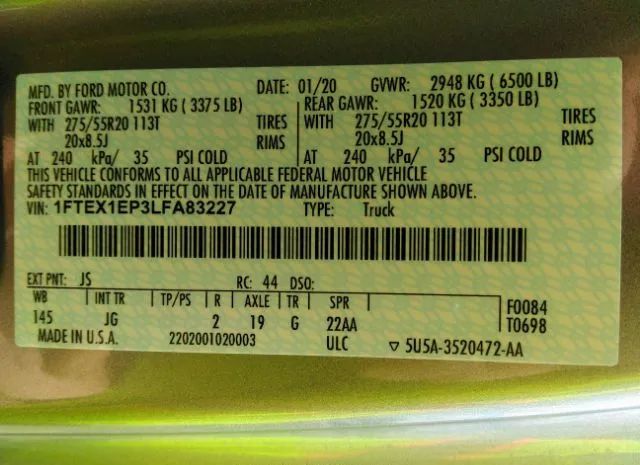 MFD. BY FORD MOTOR CO. DATE: 01/20 GVWR: 2948 KG (6500 LB)
FRONT GAWR: 1531 KG (3375 LB) REAR GAWR: 1520 KG (3350 LB)
WITH 275/55R20 113T TIRES WITH 275/55R20 113T TIRES
20x8.5J RIMS 20x8.5J RIMS
AT 240 kPa/ 35 PSI COLD AT 240 kPa/ 35 PSI COLD
THIS VEHICLE CONFORMS TO ALL APPLICABLE FEDERAL MOTOR VEHICLE
SAFETY STANDARDS IN EFFECT ON THE DATE OF MANUFACTURE SHOWN ABOVE.
VIN: 1FTEX1EP3LFA83227 TYPE: Truck
EXT PNT: JS RC: 44 DSO:
WB INT TR TP/PS R AXLE TR SPR F0084
145 JG 2 19 G 22AA T0698
MADE IN U.S.A. 2202001020003 ULC ▽ 5U5A-3520472-AA